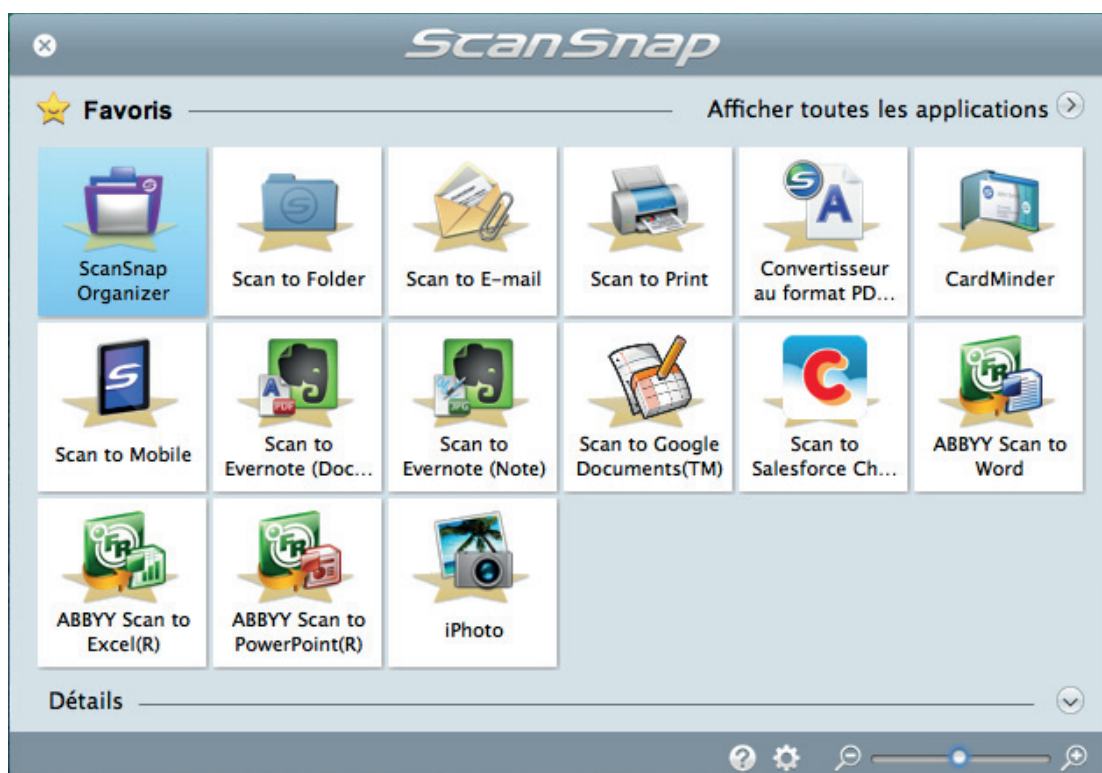 ScanSnap
Favoris
Afficher toutes les applications
ScanSnap
Organizer
Scan to Folder
Scan to E-mail
Scan to Print
Convertisseur
au format PD...
CardMinder
Scan to Mobile
Scan to
Evernote (Doc...
Scan to
Evernote (Note)
Scan to Google
Documents(TM)
Scan to
Salesforce Ch...
ABBYY Scan to
Word
ABBYY Scan to
Excel(R)
ABBYY Scan to
PowerPoint(R)
iPhoto
Détails